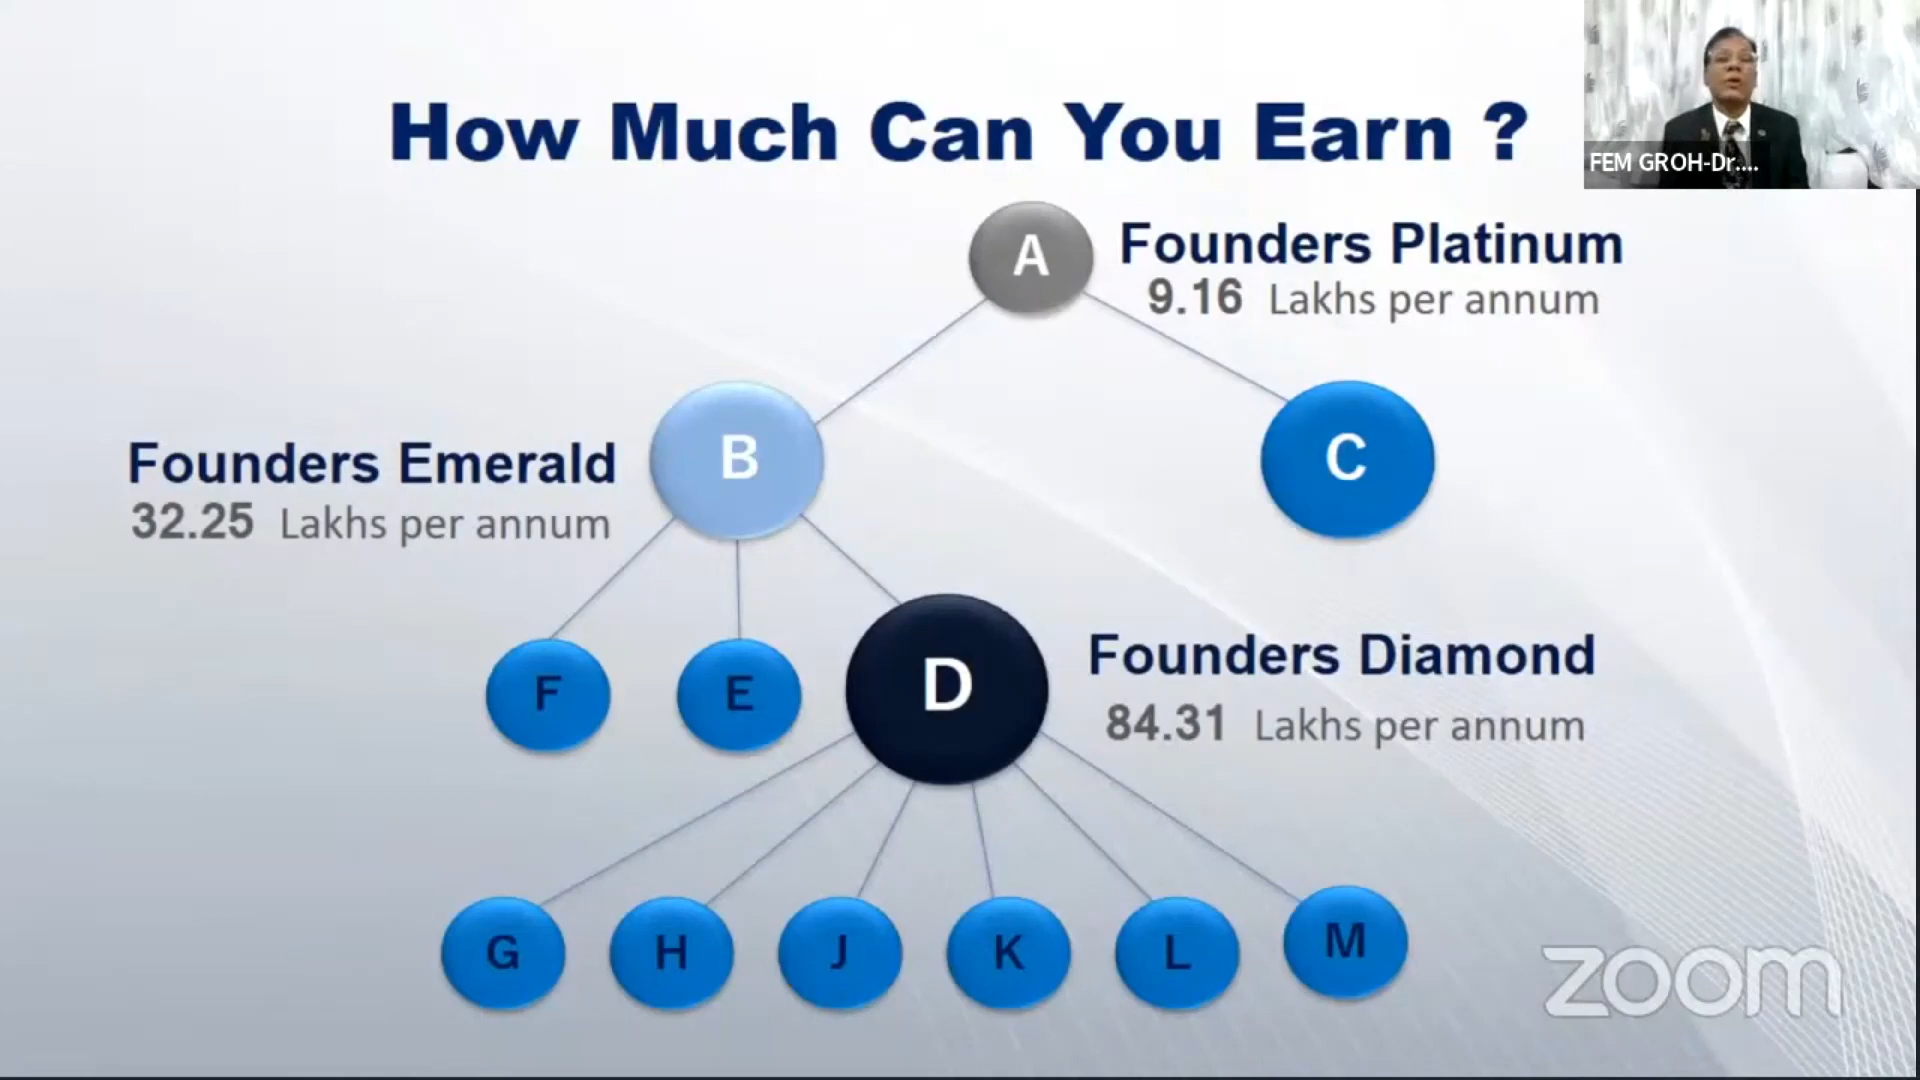 How Much Can You Earn ?
FEM GROH-Dr....
A
Founders Platinum
9.16 Lakhs per annum
B
C
Founders Emerald
32.25 Lakhs per annum
F
E
D
Founders Diamond
84.31 Lakhs per annum
G
H
J
K
L
M
zoom